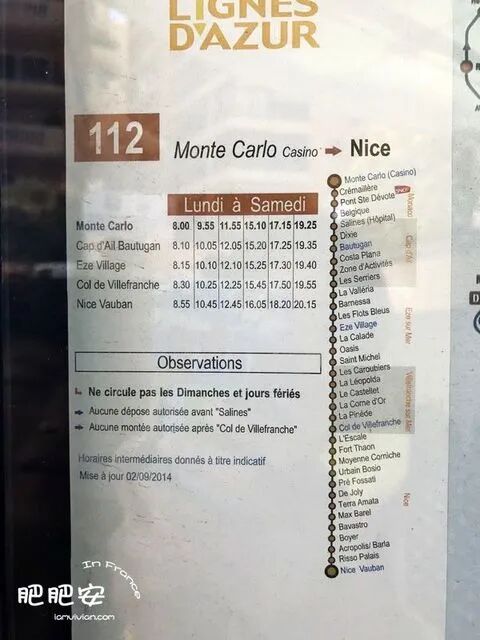 LIGNES
D'AZUR
112 Monte Carlo Casino Nice
Lundi à Samedi
Monte Carlo 8.00 9.55 11.55 15.10 17.15 19.25
Cap d'Ail Bautugan 8.10 10.05 12.05 15.20 17.25 19.35
Eze Village 8.15 10.10 12.10 15.25 17.30 19.40
Col de Villefranche 8.30 10.25 12.25 15.45 17.50 19.55
Nice Vauban 8.55 10.45 12.45 16.05 18.20 20.15
Observations
Ne circule pas les Dimanches et jours fériés
Aucune dépose autorisée avant "Salines"
Aucune montée autorisée après "Col de Villefranche"
Horaires intermédiaires donnés à titre indicatif
Mise à jour 02/09/2014
Monte Carlo (Casino)
Crémaillère
Pont Ste Dévote
Belgique
Salines (Hôpital)
Dixie
Bautugan
Costa Plana
Zone d'Activités
Les Serriers
La Valléria
Barnessa
Les Flots Bleus
Eze Village
La Calade
Oasis
Saint Michel
Les Caroubiers
La Léopolda
Le Castellet
La Corne d'Or
La Pinède
Col de Villefranche
L'Escale
Fort Thaon
Moyenne Corniche
Urbain Bosio
Pré Fossati
De Joly
Terra Amata
Max Barel
Bavastro
Boyer
Acropolis/ Barla
Risso Palais
Nice Vauban
Monaco
Cap d'Ail
Eze sur Mer
Villefranche sur Mer
Nice
In France
肥肥安
ianvivian.com